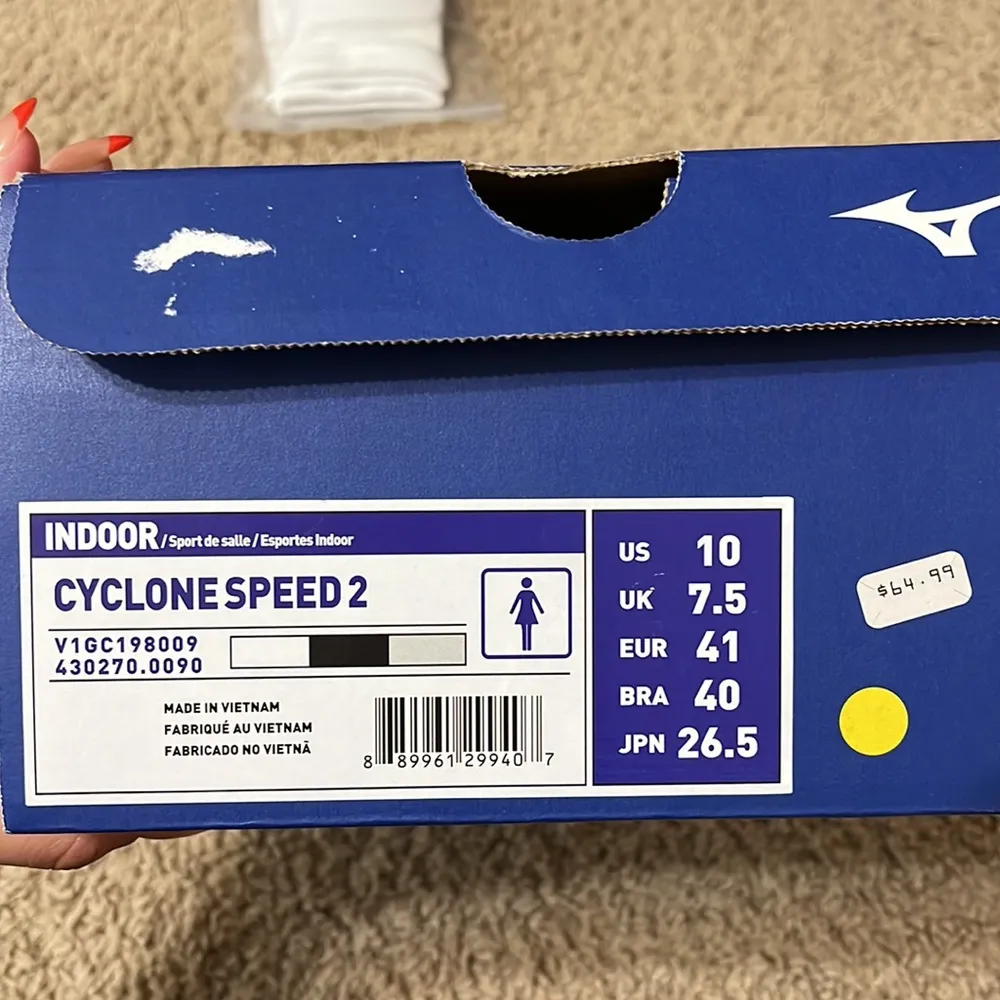 INDOOR / Sport de salle / Esportes Indoor
CYCLONE SPEED 2
V1GC198009
430270.0090
MADE IN VIETNAM
FABRIQUÉ AU VIETNAM
FABRICADO NO VIETNÃ
8 89961 29940 7
US 10
UK 7.5
EUR 41
BRA 40
JPN 26.5
$64.99